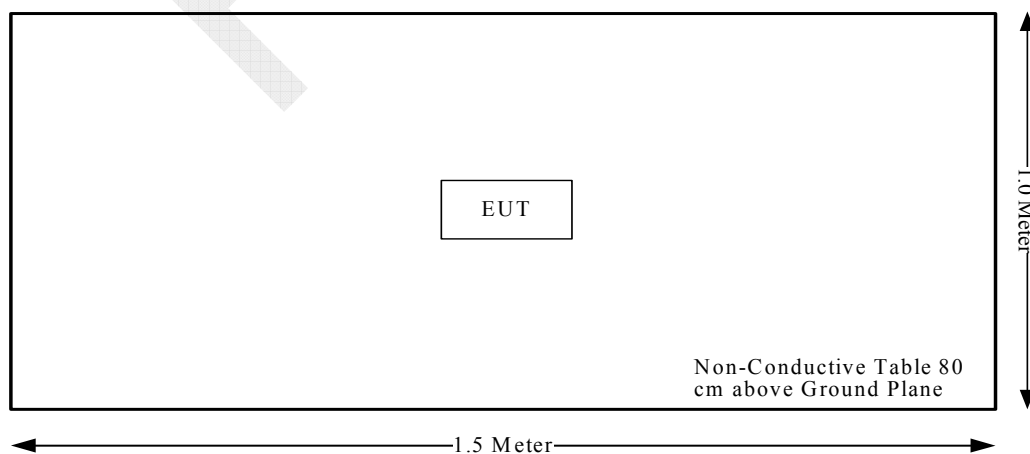 EUT
1.0 Meter
Non-Conductive Table 80
cm above Ground Plane
1.5 Meter